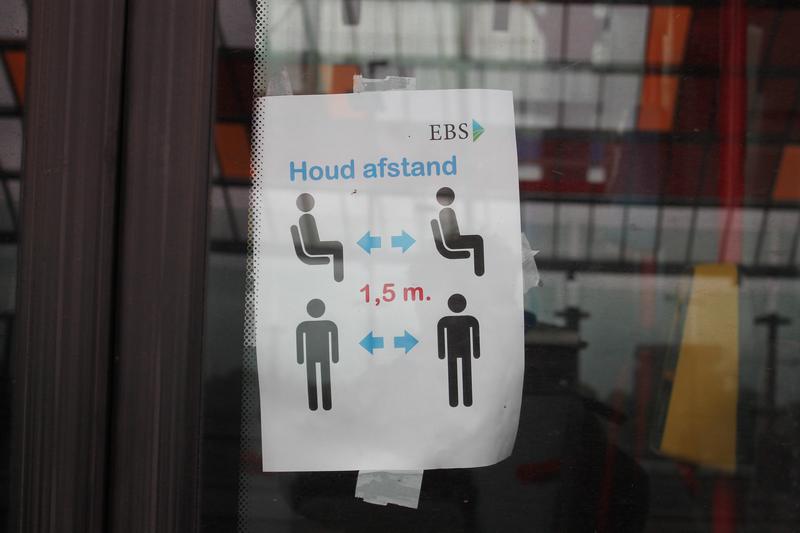 EBS
Houd afstand
1,5 m.